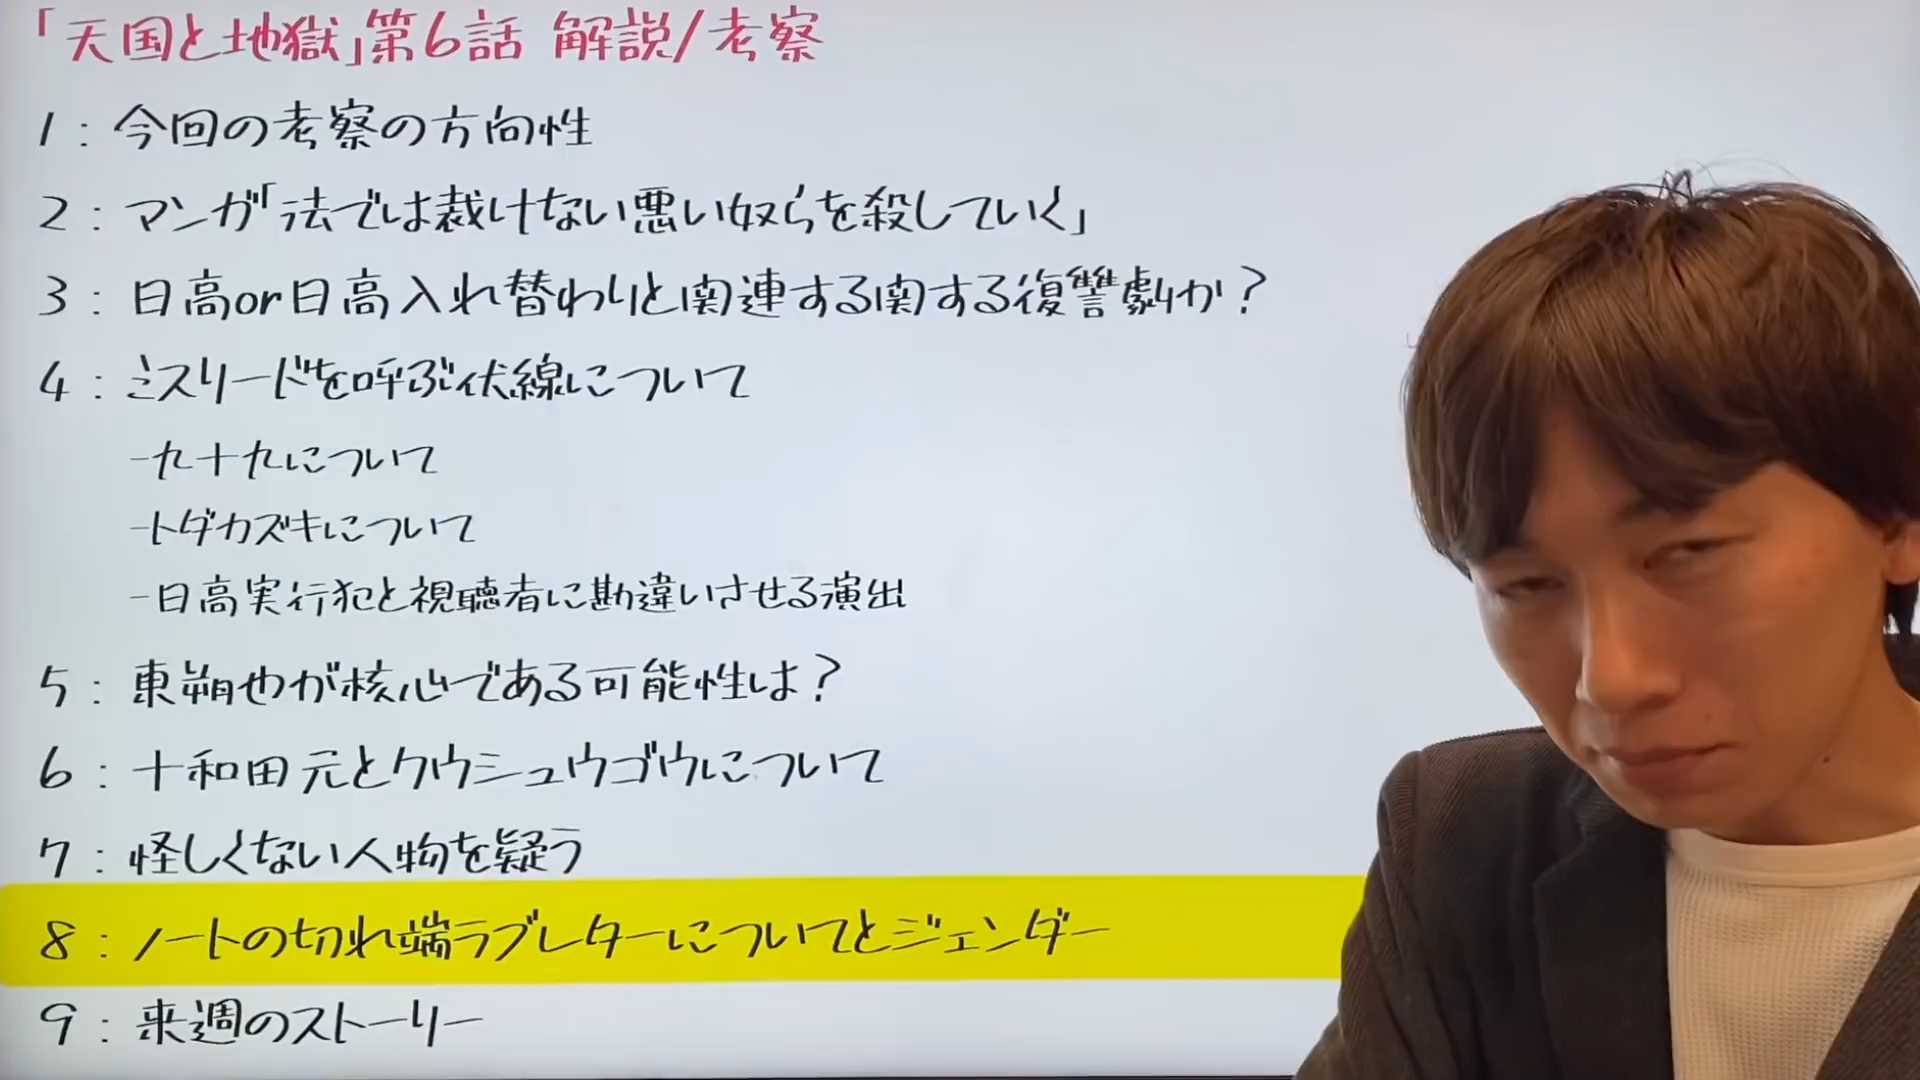 「天国と地獄」第6話 解説/考察
1：今回の考察の方向性
2：マンガ「法では裁けない悪い奴らを殺していく」
3：日高or日高入れ替わりと関連する関する復讐劇か？
4：ミスリードを呼ぶ伏線について
-九十九について
-トダカズキについて
-日高実行犯と視聴者に勘違いさせる演出
5：東朔也が核心である可能性は？
6：十和田元とクウシュウゴウについて
7：怪しくない人物を疑う
8：ノートの切れ端ラブレターについてとジェンダー
9：来週のストーリー